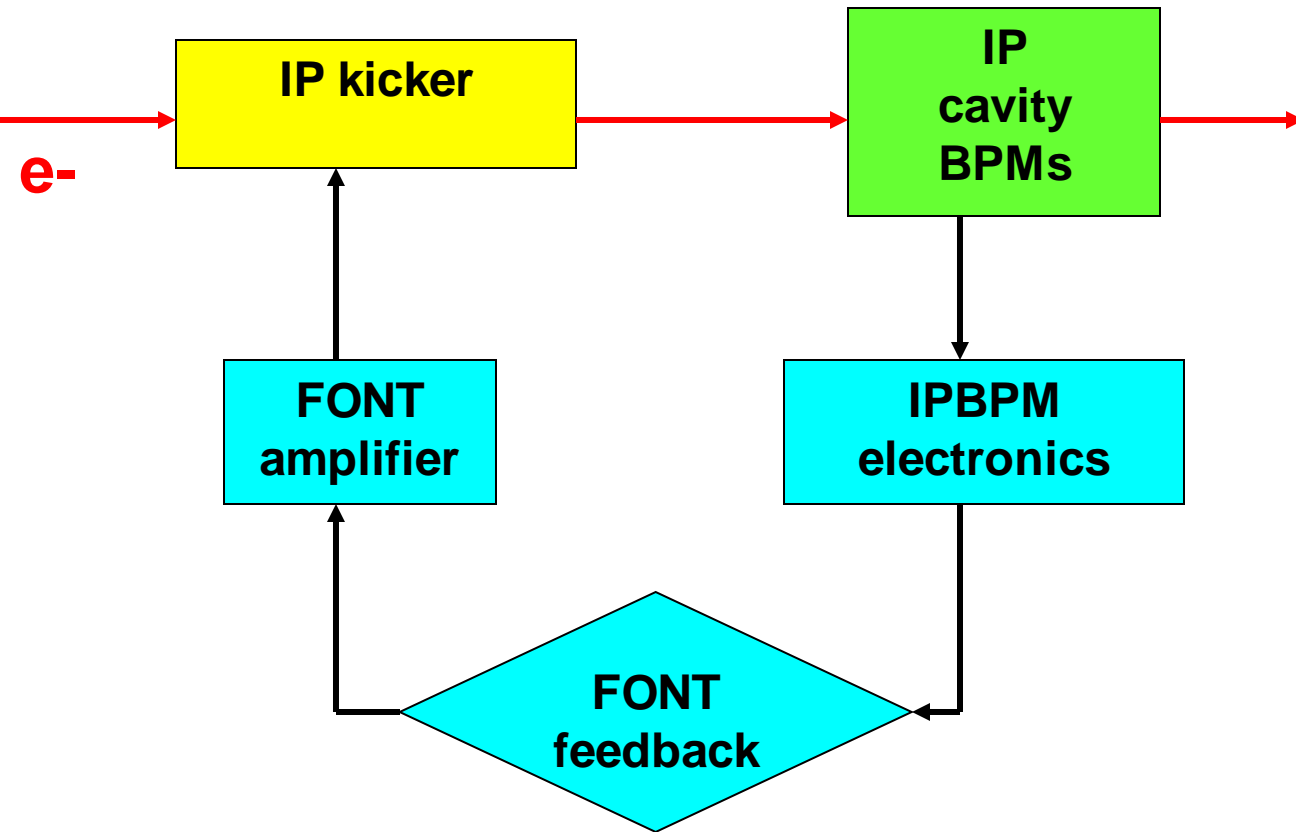 IP kicker
IP
cavity
BPMs
e-
FONT
amplifier
IPBPM
electronics
FONT
feedback